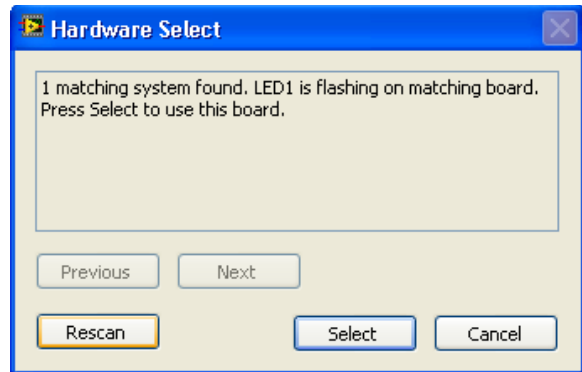 Hardware Select
1 matching system found. LED1 is flashing on matching board.
Press Select to use this board.
Previous
Next
Rescan
Select
Cancel